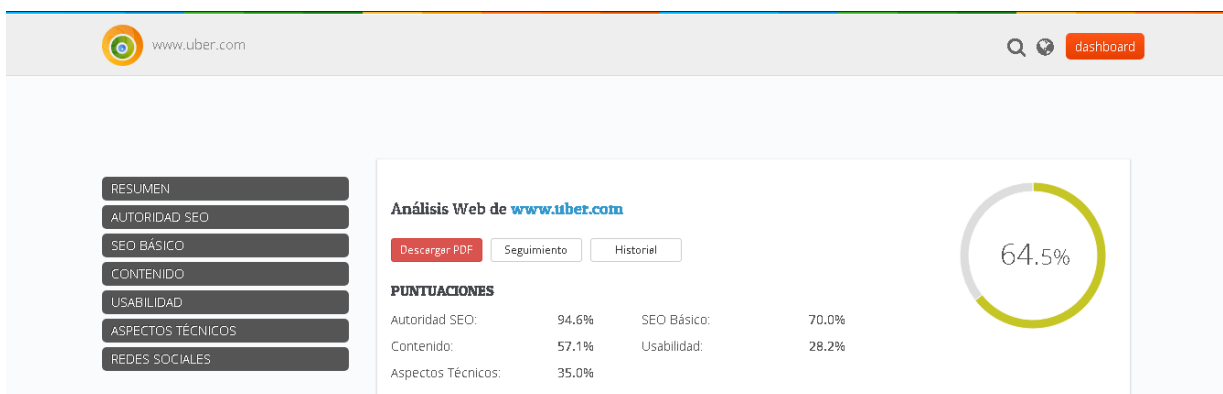 www.uber.com
dashboard
RESUMEN
AUTORIDAD SEO
SEO BÁSICO
CONTENIDO
USABILIDAD
ASPECTOS TÉCNICOS
REDES SOCIALES
Análisis Web de www.uber.com
Descargar PDF Seguimiento Historial
64.5%
PUNTUACIONES
Autoridad SEO: 94.6% SEO Básico: 70.0%
Contenido: 57.1% Usabilidad: 28.2%
Aspectos Técnicos: 35.0%